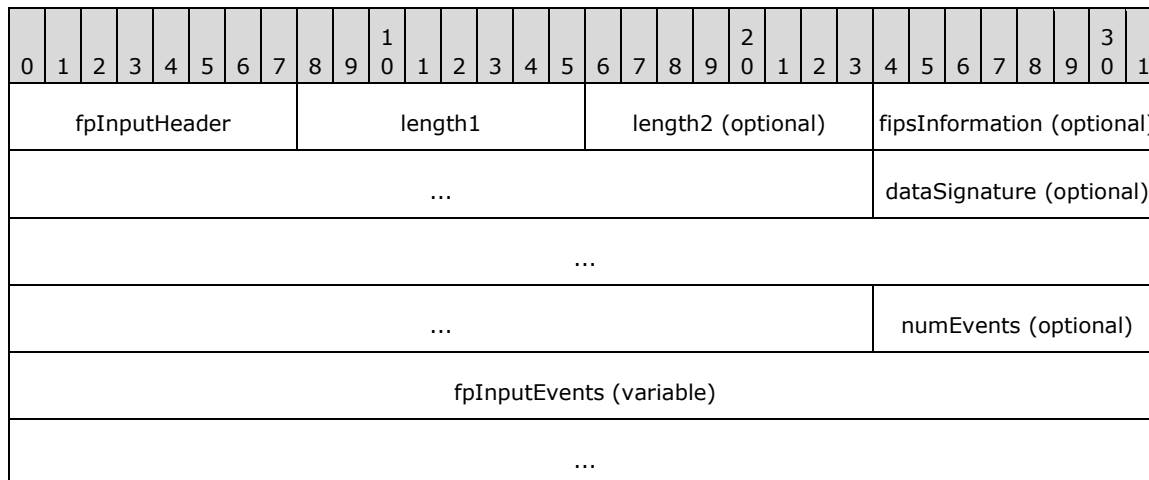 1 2 3
0 1 2 3 4 5 6 7 8 9 0 1 2 3 4 5 6 7 8 9 0 1 2 3 4 5 6 7 8 9 0 1
fpInputHeader length1 length2 (optional) fipsInformation (optional)
... dataSignature (optional)
...
... numEvents (optional)
fpInputEvents (variable)
...